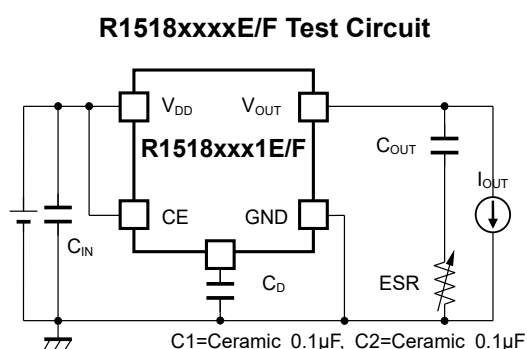 R1518xxxxE/F Test Circuit
VDD VOUT
R1518xxx1E/F
COUT
IOUT
CE GND
CIN
CD
ESR
C1=Ceramic 0.1μF, C2=Ceramic 0.1μF